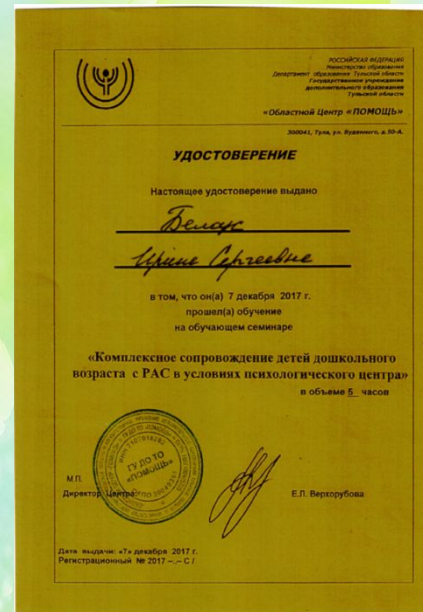 РОССИЙСКАЯ ФЕДЕРАЦИЯ
Министерство образования
Департамент образования Тульской области
Государственное учреждение
дополнительного образования
Тульской области
«Областной Центр «ПОМОЩЬ»
300041, Тула, ул. Буденного, д.50-А.
УДОСТОВЕРЕНИЕ
Настоящее удостоверение выдано
Ирине Сергеевне
в том, что он(а) 7 декабря 2017 г.
прошел(а) обучение
на обучающем семинаре
«Комплексное сопровождение детей дошкольного
возраста с РАС в условиях психологического центра»
в объеме 5 часов
ГУ ДО ТО
«ПОМОЩЬ»
М.П.
Директор Центра
Е.Л. Верхорубова
Дата выдачи: «7» декабря 2017 г.
Регистрационный № 2017 –.– С /